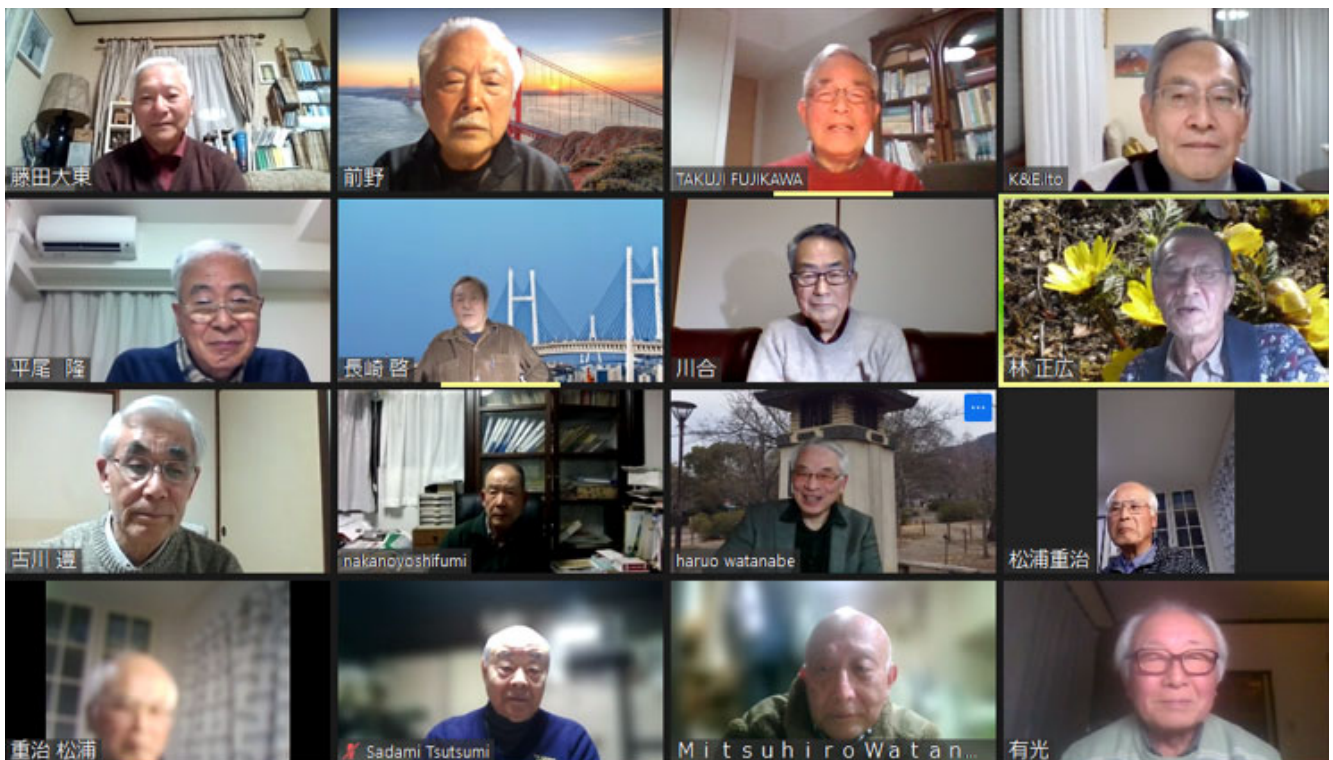 藤田大東
前野
TAKUJI FUJIKAWA
K&E.Ito
平尾　隆
長崎 啓
川合
林 正広
古川 遷
nakanoyoshifumi
haruo watanabe
松浦重治
重治 松浦
Sadami Tsutsumi
ＭｉｔｓｕｈｉｒｏＷａｔａｎ...
有光